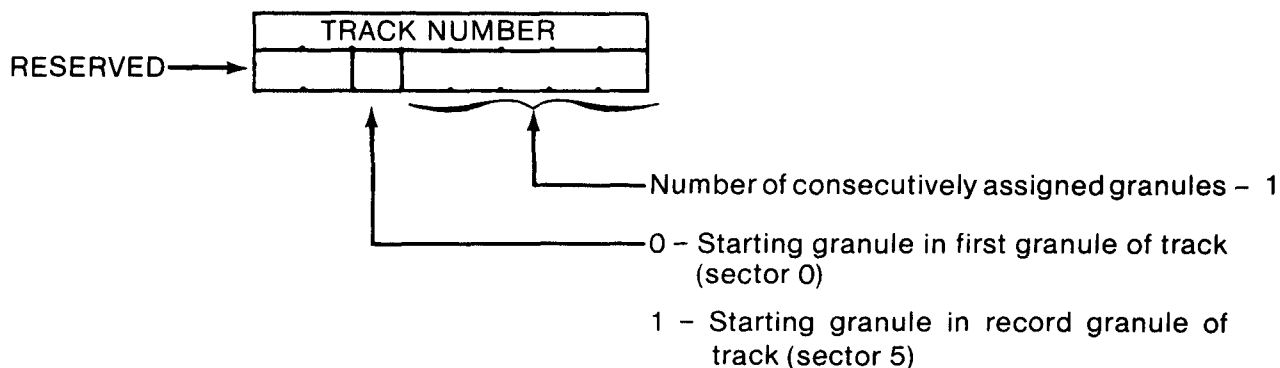 TRACK NUMBER
RESERVED
Number of consecutively assigned granules – 1
0 – Starting granule in first granule of track
(sector 0)
1 – Starting granule in record granule of
track (sector 5)